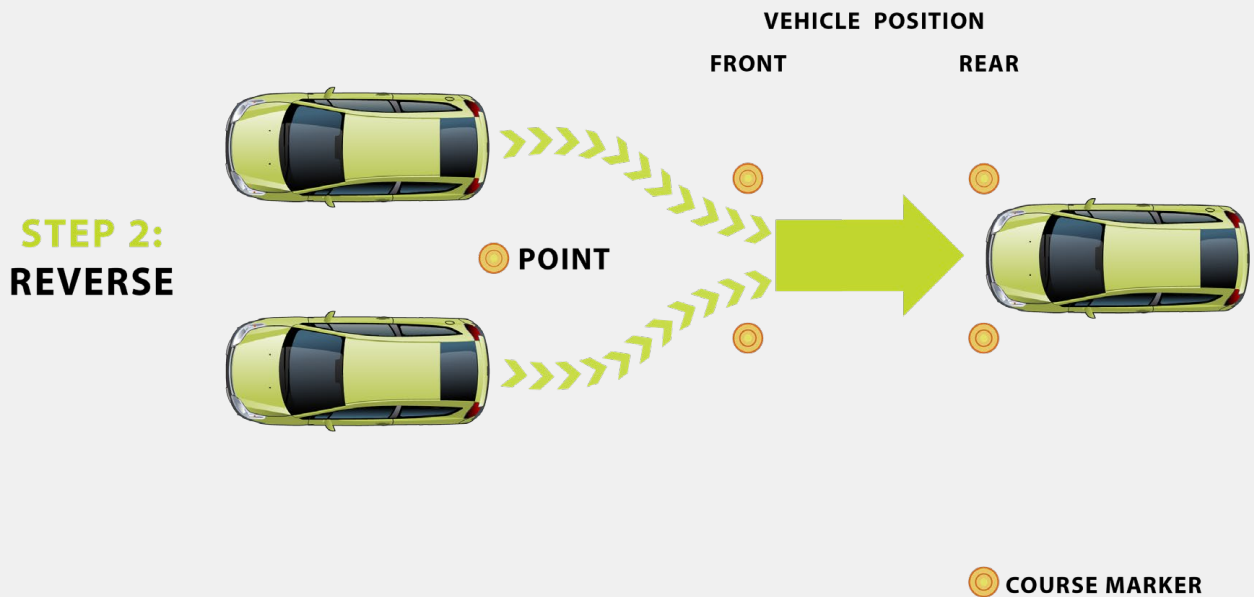 VEHICLE POSITION
FRONT REAR
STEP 2:
REVERSE
POINT
COURSE MARKER